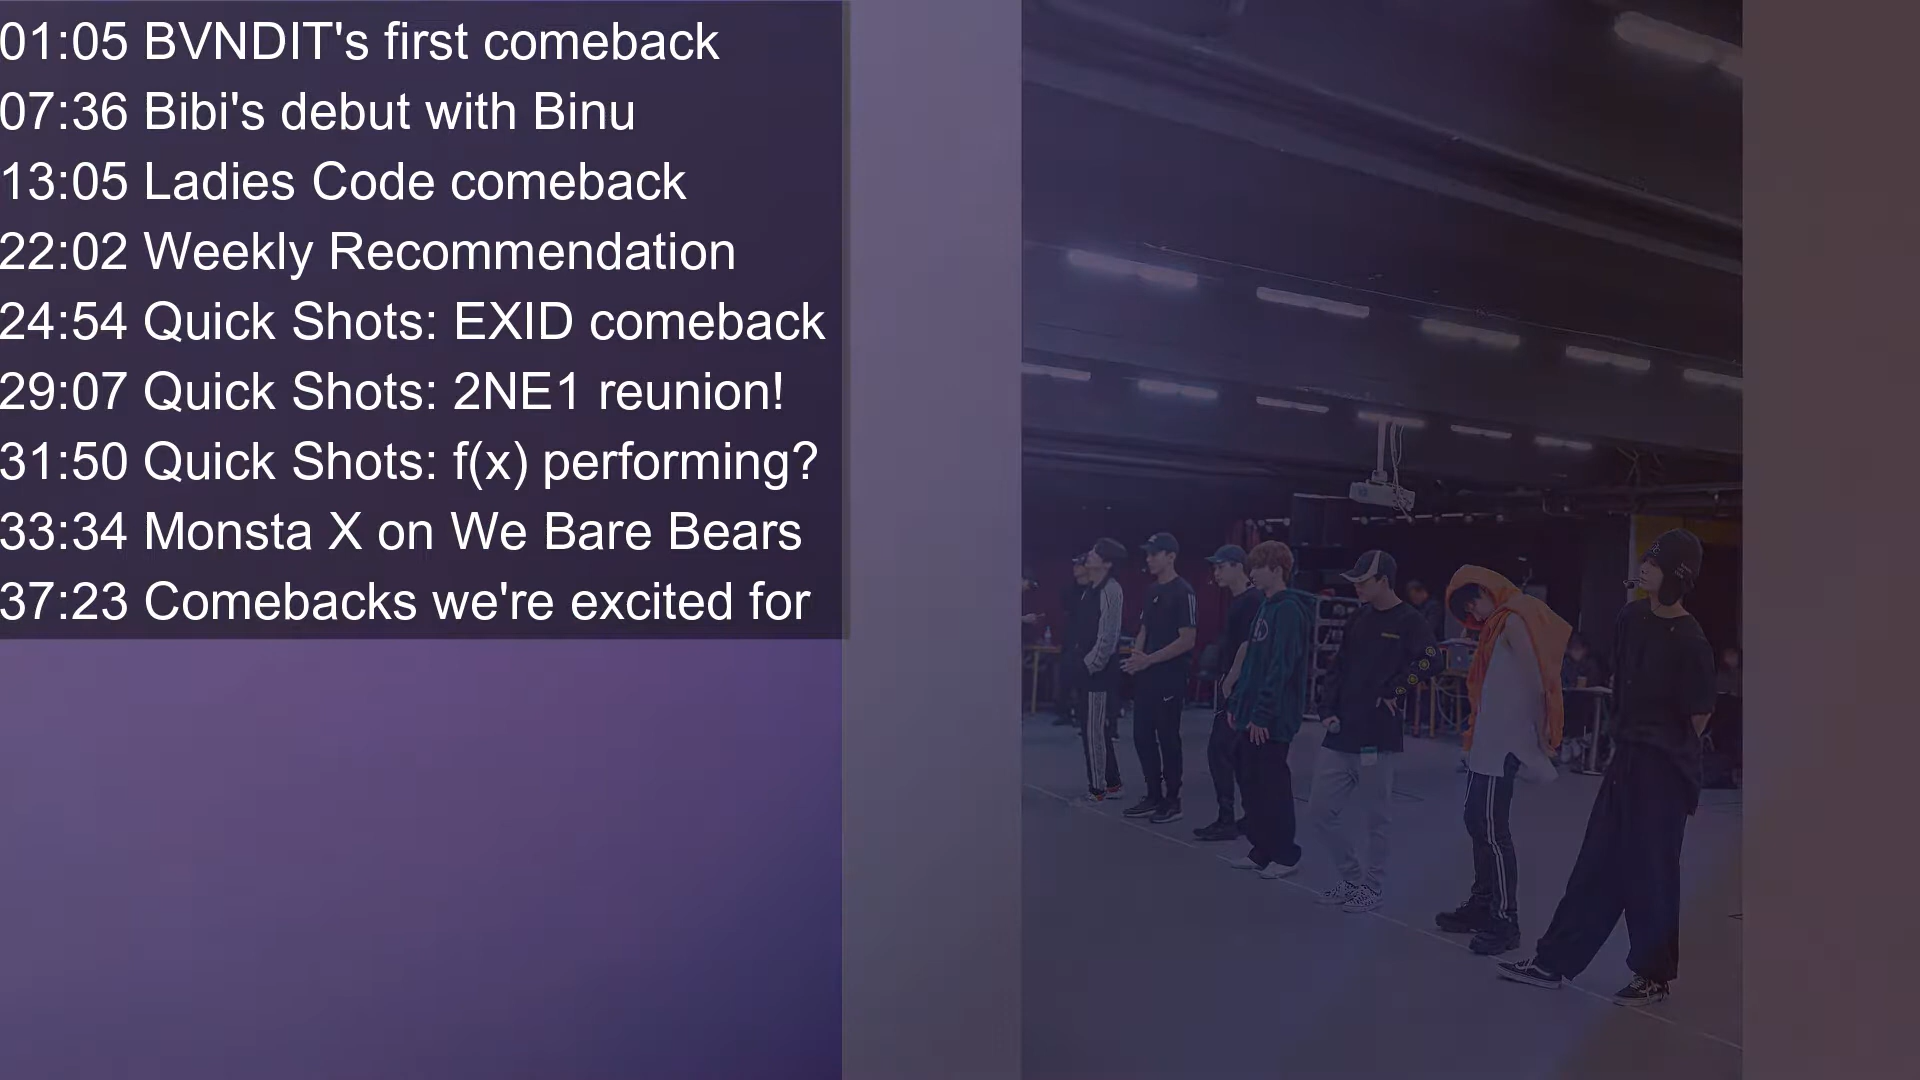 01:05 BVNDIT's first comeback
07:36 Bibi's debut with Binu
13:05 Ladies Code comeback
22:02 Weekly Recommendation
24:54 Quick Shots: EXID comeback
29:07 Quick Shots: 2NE1 reunion!
31:50 Quick Shots: f(x) performing?
33:34 Monsta X on We Bare Bears
37:23 Comebacks we're excited for